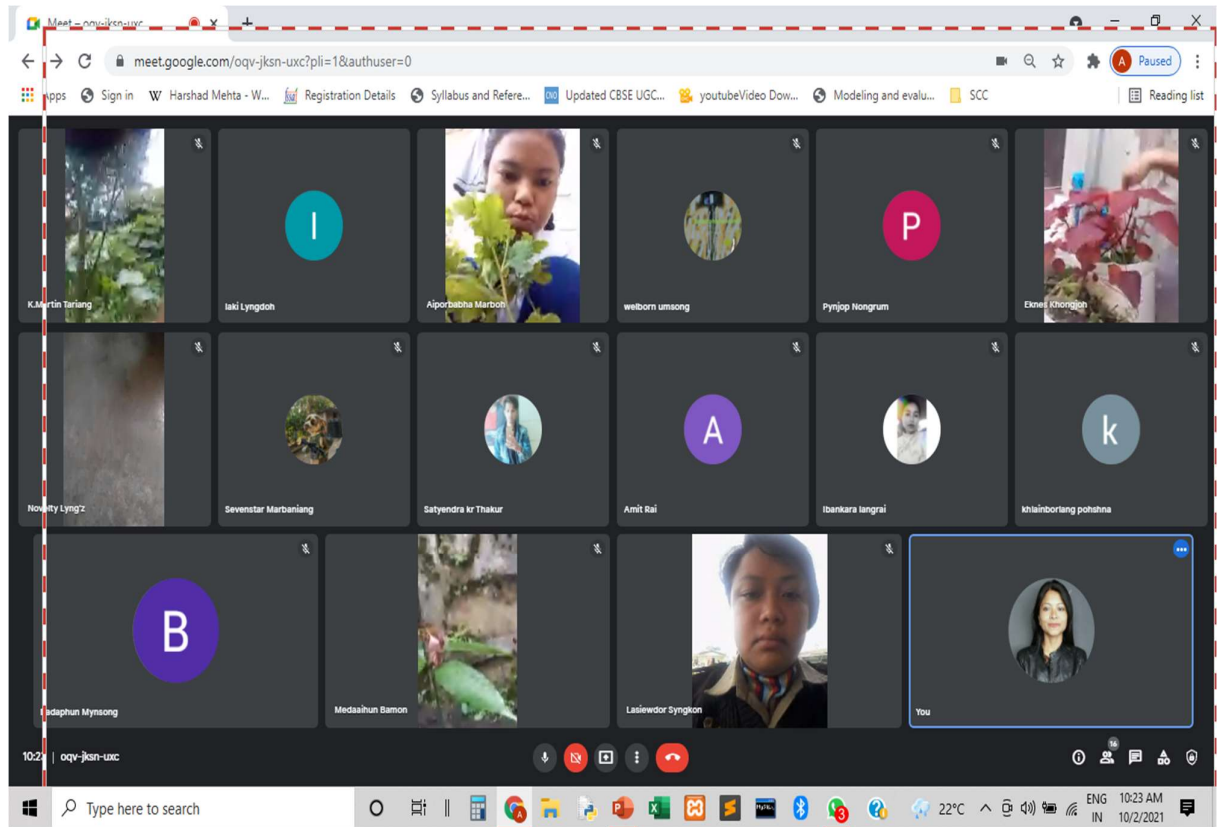 Meet – oqv-jksn-uxc
meet.google.com/oqv-jksn-uxc?pli=1&authuser=0
A Paused
Apps Sign in W Harshad Mehta - W... Registration Details Syllabus and Refere... Updated CBSE UGC... youtubeVideo Dow... Modeling and evalu... SCC Reading list
I
P
K.Martin Tariang
Iaki Lyngdoh
Aiporbabha Marboh
welborn umsong
Pynjop Nongrum
Eknes Khongjoh
A
k
Novelty Lyng'z
Sevenstar Marbaniang
Satyendra kr Thakur
Amit Rai
Ibankara Iangrai
khlainborlang pohshna
B
Badaphun Mynsong
Medaaihun Bamon
Lasiewdor Syngkon
You
10:23 | oqv-jksn-uxc
16
Type here to search
3
22°C
ENG
IN
10:23 AM
10/2/2021